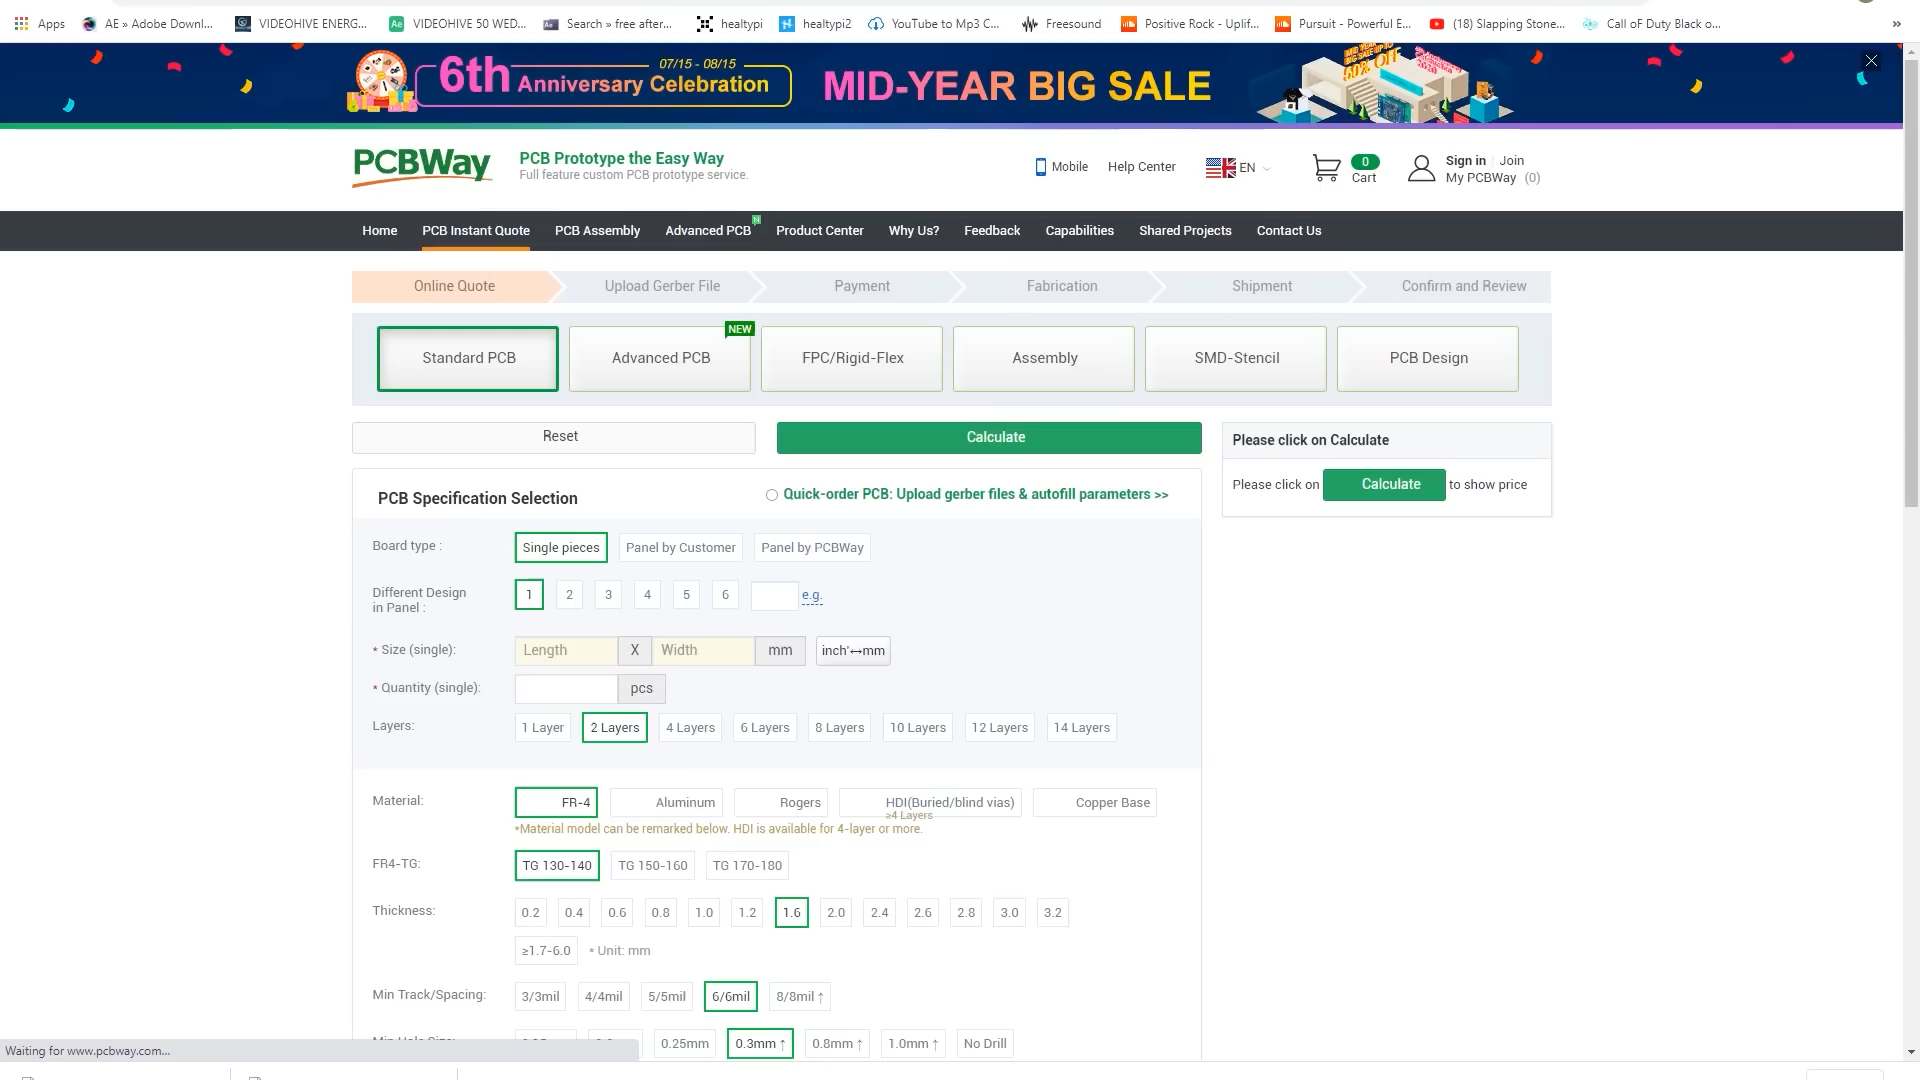 Apps AE » Adobe Downl... VIDEOHIVE ENERG... VIDEOHIVE 50 WED... Search » free after... healtypi healtypi2 YouTube to Mp3 C... Freesound Positive Rock - Uplif... Pursuit - Powerful E... (18) Slapping Stone... Call oF Duty Black o... »
07/15 - 08/15
6th Anniversary Celebration MID-YEAR BIG SALE
PCBWay PCB Prototype the Easy Way
Full feature custom PCB prototype service.
Mobile Help Center EN 0 Cart Sign in Join
My PCBWay (0)
Home PCB Instant Quote PCB Assembly Advanced PCB N Product Center Why Us? Feedback Capabilities Shared Projects Contact Us
Online Quote Upload Gerber File Payment Fabrication Shipment Confirm and Review
NEW
Standard PCB Advanced PCB FPC/Rigid-Flex Assembly SMD-Stencil PCB Design
Reset Calculate Please click on Calculate
Please click on Calculate to show price
PCB Specification Selection Quick-order PCB: Upload gerber files & autofill parameters >>
Board type : Single pieces Panel by Customer Panel by PCBWay
Different Design
in Panel : 1 2 3 4 5 6 e.g.
* Size (single): Length X Width mm inch'↔mm
* Quantity (single): pcs
Layers: 1 Layer 2 Layers 4 Layers 6 Layers 8 Layers 10 Layers 12 Layers 14 Layers
Material: FR-4 Aluminum Rogers HDI(Buried/blind vias) Copper Base
≥4 Layers
*Material model can be remarked below. HDI is available for 4-layer or more.
FR4-TG: TG 130-140 TG 150-160 TG 170-180
Thickness: 0.2 0.4 0.6 0.8 1.0 1.2 1.6 2.0 2.4 2.6 2.8 3.0 3.2
≥1.7-6.0 * Unit: mm
Min Track/Spacing: 3/3mil 4/4mil 5/5mil 6/6mil 8/8mil ↑
Min Hole Size: 0.25mm 0.3mm ↑ 0.8mm ↑ 1.0mm ↑ No Drill
Waiting for www.pcbway.com...